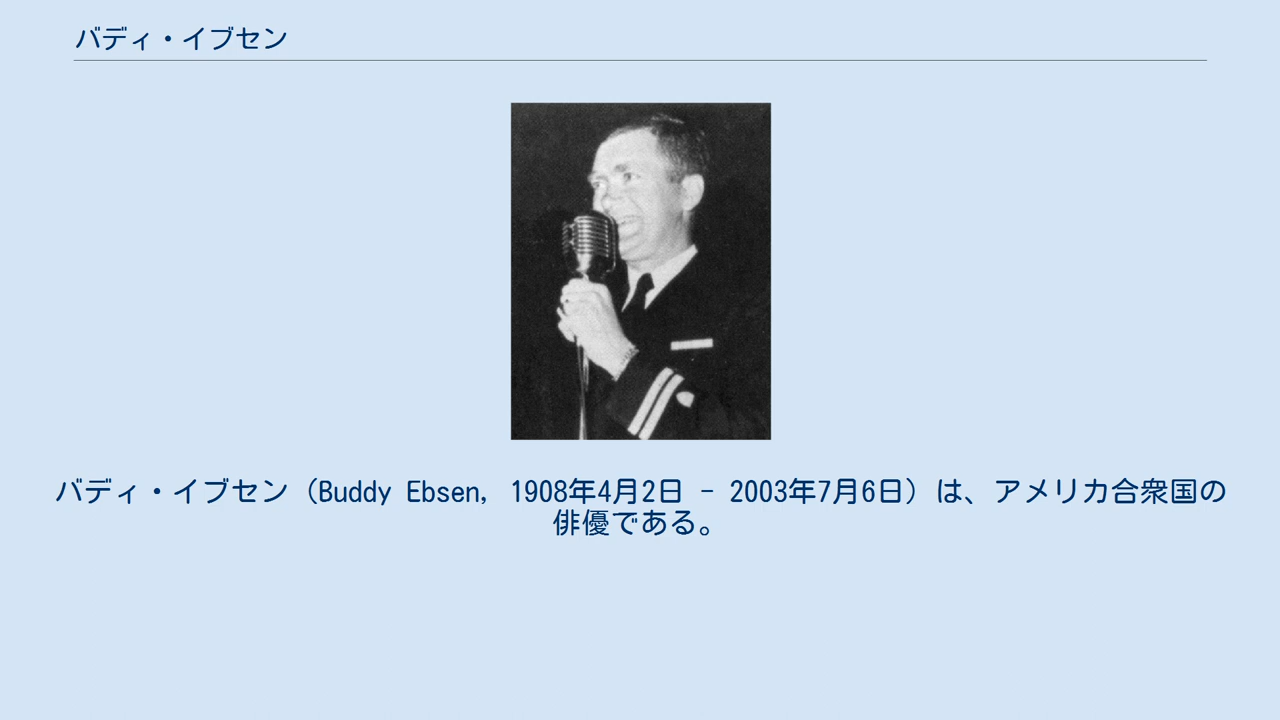 バディ・イブセン
バディ・イブセン（Buddy Ebsen, 1908年4月2日 - 2003年7月6日）は、アメリカ合衆国の
俳優である。